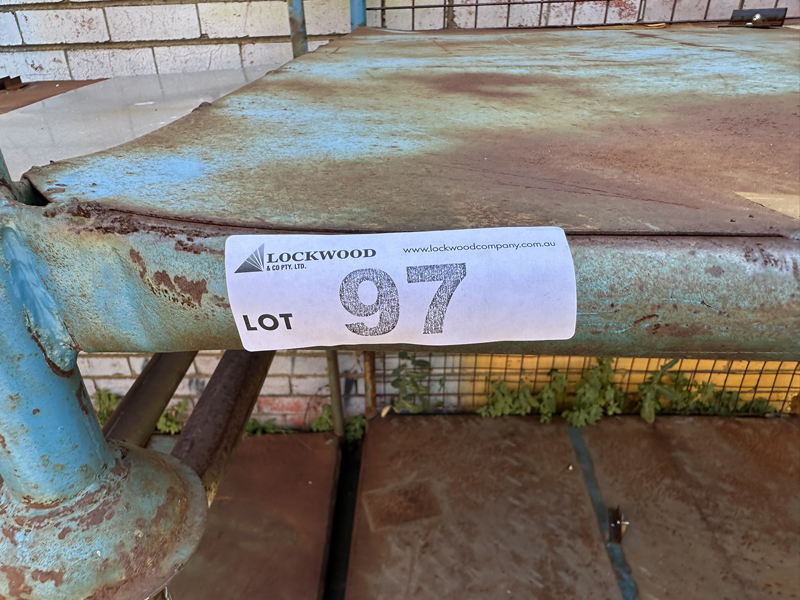 LOCKWOOD
& CO PTY. LTD.
www.lockwoodcompany.com.au
LOT 97